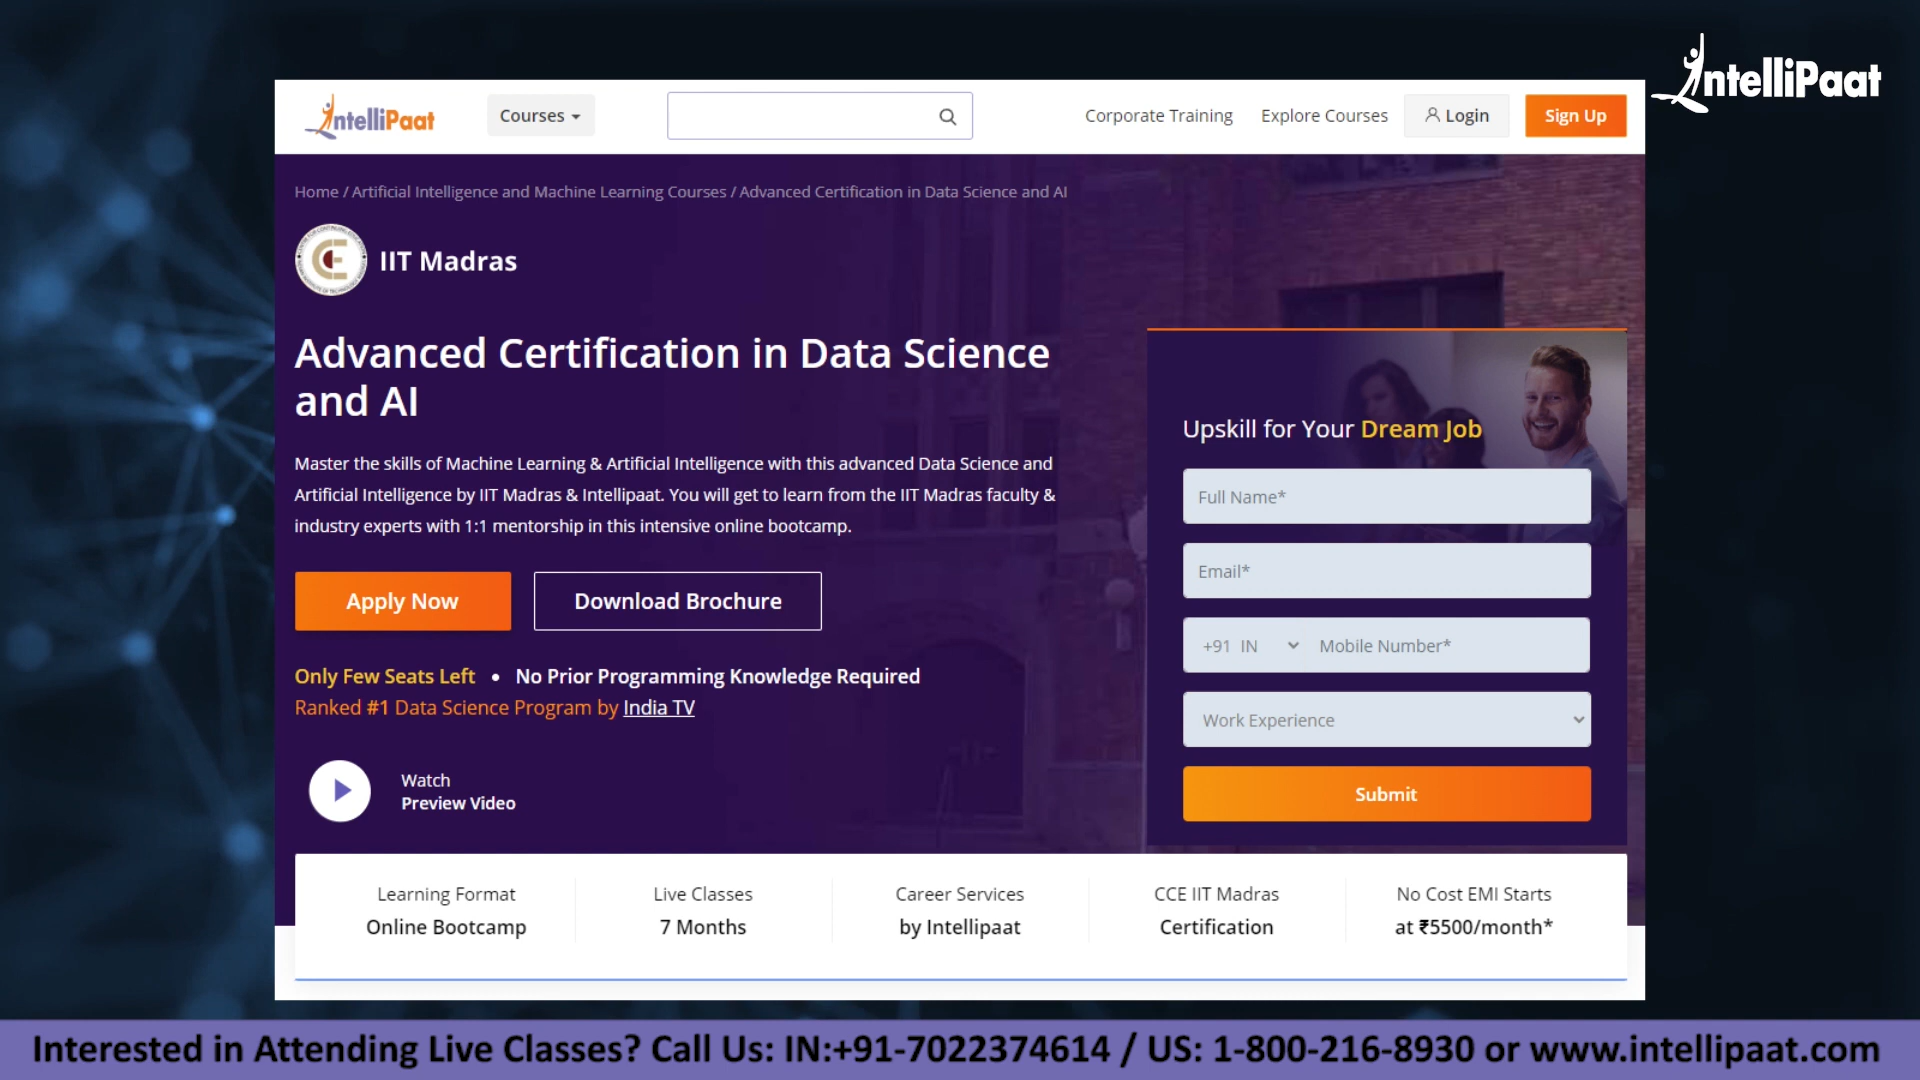 IntelliPaat
IntelliPaat
Courses
Corporate Training
Explore Courses
Login
Sign Up
Home / Artificial Intelligence and Machine Learning Courses / Advanced Certification in Data Science and AI
IIT Madras
Advanced Certification in Data Science
and AI
Master the skills of Machine Learning & Artificial Intelligence with this advanced Data Science and
Artificial Intelligence by IIT Madras & Intellipaat. You will get to learn from the IIT Madras faculty &
industry experts with 1:1 mentorship in this intensive online bootcamp.
Apply Now
Download Brochure
Only Few Seats Left • No Prior Programming Knowledge Required
Ranked #1 Data Science Program by India TV
Watch
Preview Video
Upskill for Your Dream Job
Full Name*
Email*
+91 IN
Mobile Number*
Work Experience
Submit
Learning Format
Online Bootcamp
Live Classes
7 Months
Career Services
by Intellipaat
CCE IIT Madras
Certification
No Cost EMI Starts
at ₹5500/month*
Interested in Attending Live Classes? Call Us: IN:+91-7022374614 / US: 1-800-216-8930 or www.intellipaat.com